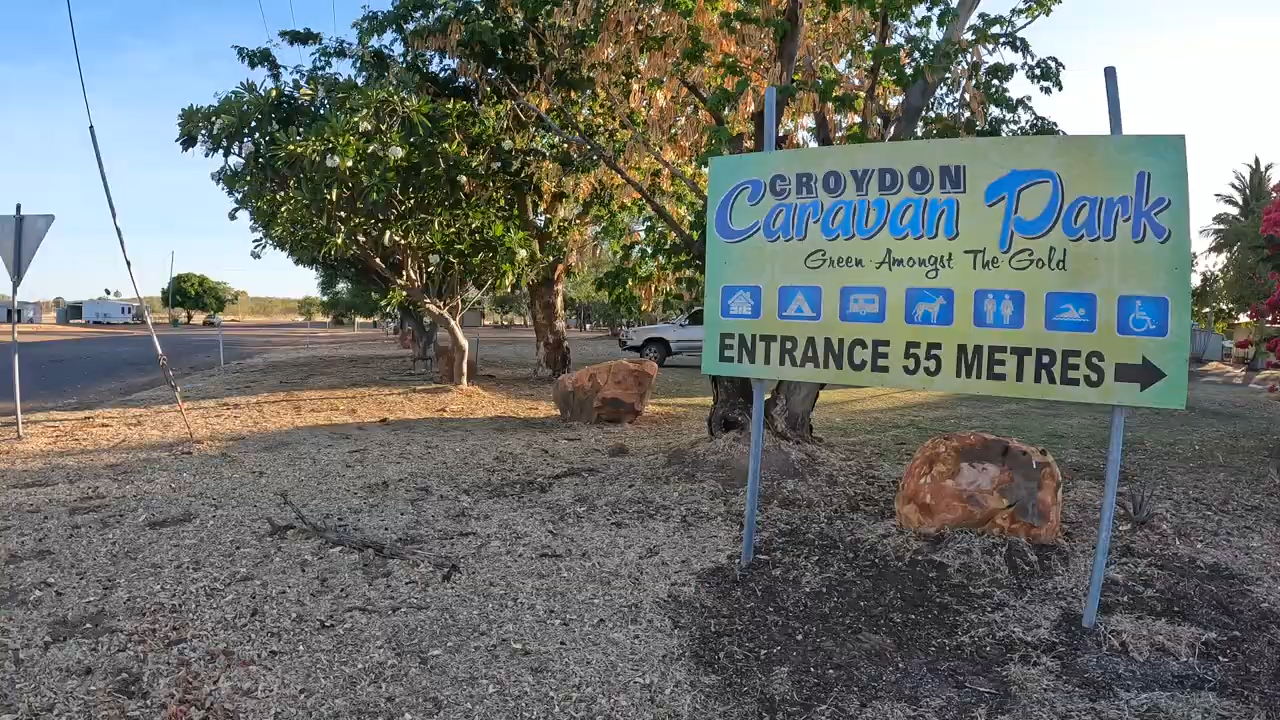 CROYDON
Caravan Park
Green Amongst The Gold
ENTRANCE 55 METRES